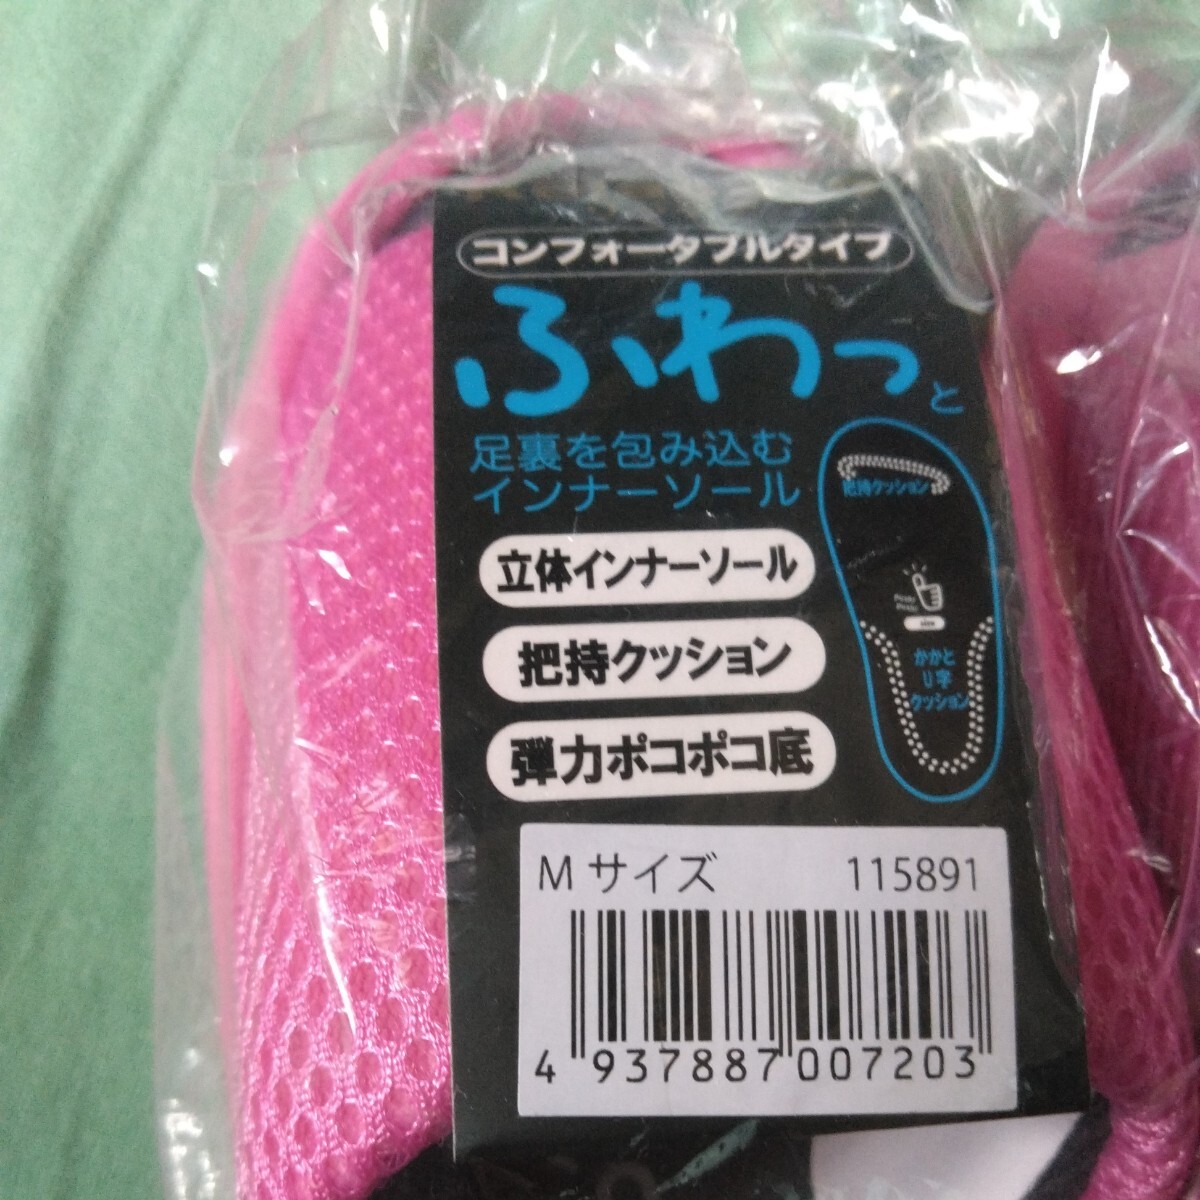 コンフォータブルタイプ
ふわっと
足裏を包み込む
インナーソール
立体インナーソール
把持クッション
弾力ポコポコ底
把持クッション
size
かかと
U字
クッション
M サイズ 115891
4 937887 007203